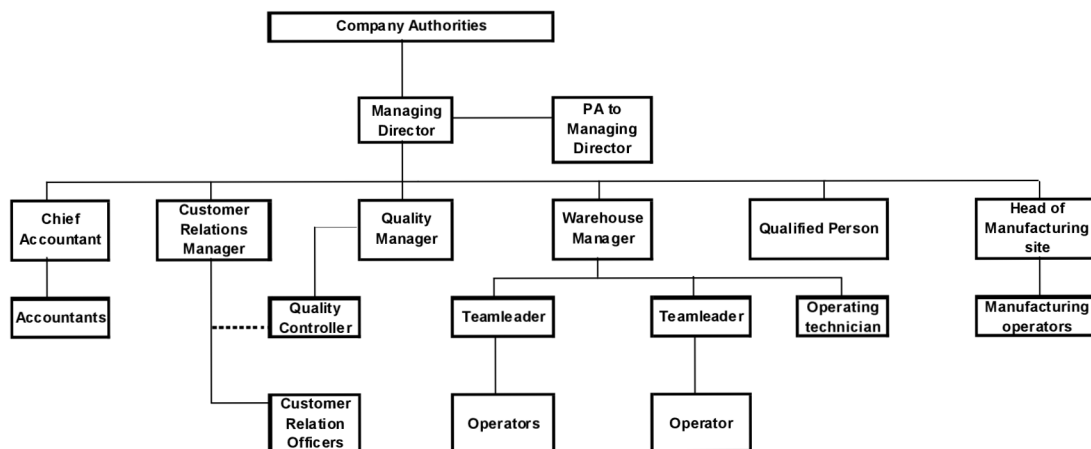 Company Authorities
Managing
Director
PA to
Managing
Director
Chief
Accountant
Customer
Relations
Manager
Quality
Manager
Warehouse
Manager
Qualified Person
Head of
Manufacturing
site
Accountants
Quality
Controller
Teamleader
Teamleader
Operating
technician
Manufacturing
operators
Customer
Relation
Officers
Operators
Operator